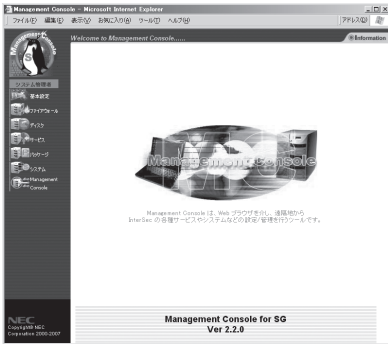 Management Console - Microsoft Internet Explorer
ファイル(F) 編集(E) 表示(V) お気に入り(A) ツール(T) ヘルプ(H)
アドレス(D)
Management Console
Welcome to Management Console......
Information
システム管理者
基本設定
ファイアウォール
ディスク
サービス
パッケージ
システム
Management
Console
Management Console
Management Console は、Web ブラウザを介し、遠隔地から
InterSec の各種サービスやシステムなどの設定/管理を行うツールです。
NEC
Copyright© NEC
Corporation 2000-2007
Management Console for SG
Ver 2.2.0